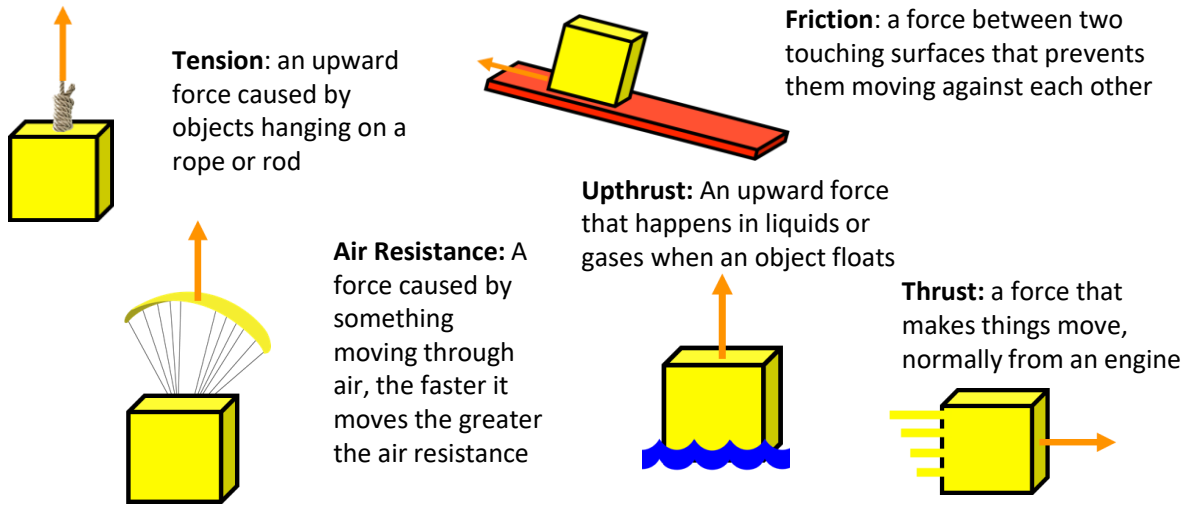 Tension: an upward
force caused by
objects hanging on a
rope or rod
Friction: a force between two
touching surfaces that prevents
them moving against each other
Air Resistance: A
force caused by
something
moving through
air, the faster it
moves the greater
the air resistance
Upthrust: An upward force
that happens in liquids or
gases when an object floats
Thrust: a force that
makes things move,
normally from an engine